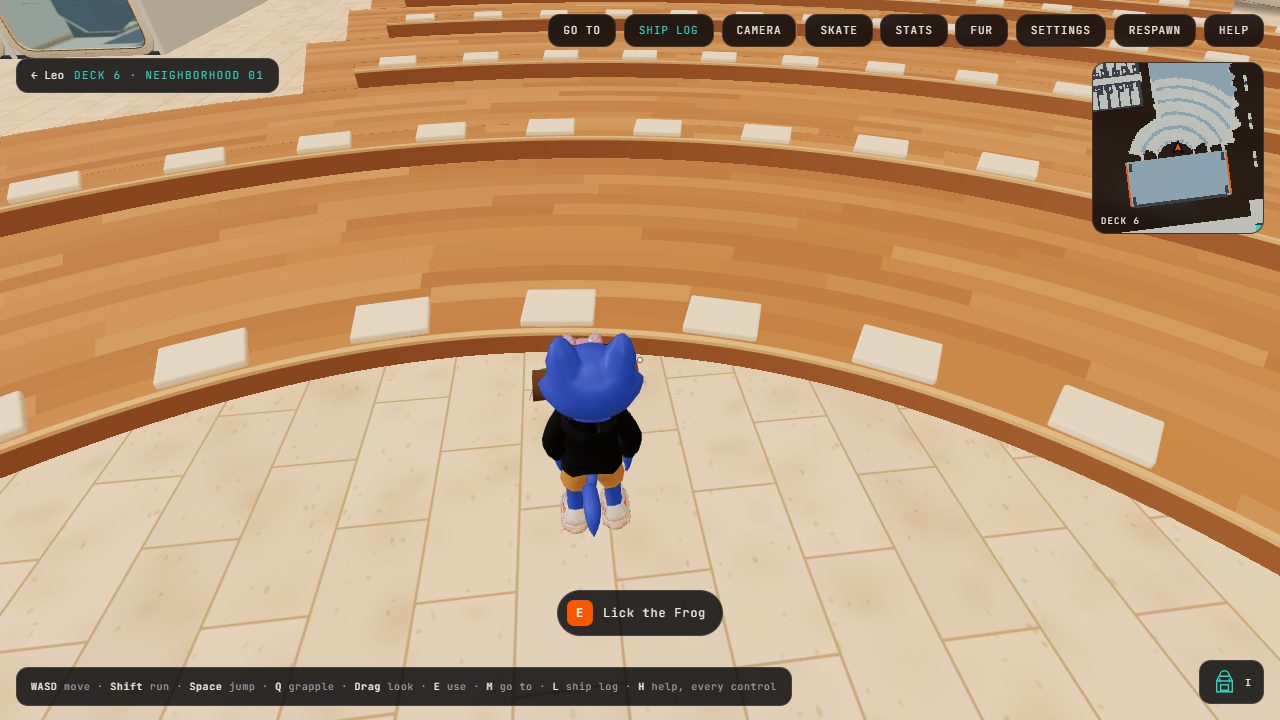 GO TO
SHIP LOG
CAMERA
SKATE
STATS
FUR
SETTINGS
RESPAWN
HELP
← Leo DECK 6 · NEIGHBORHOOD 01
DECK 6
E Lick the Frog
WASD move · Shift run · Space jump · Q grapple · Drag look · E use · M go to · L ship log · H help, every control
I